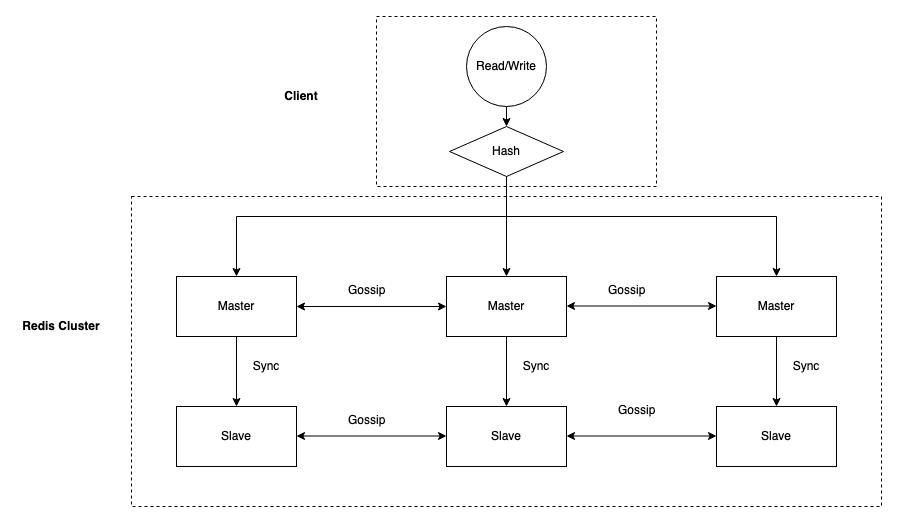 Read/Write
Client
Hash
Gossip
Gossip
Master
Master
Master
Redis Cluster
Sync
Sync
Sync
Gossip
Gossip
Slave
Slave
Slave